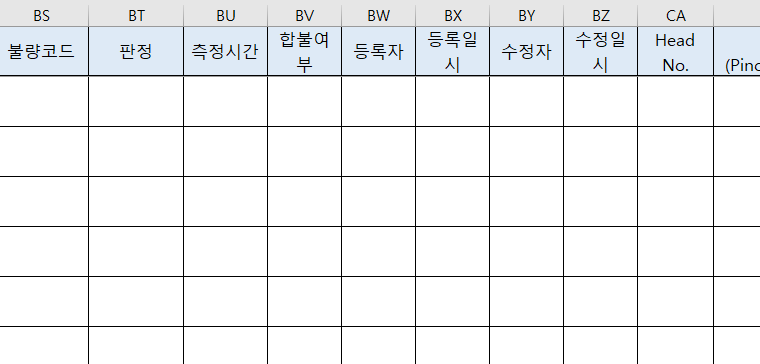 BS BT BU BV BW BX BY BZ CA
불량코드 판정 측정시간 합불여부 등록자 등록일시 수정자 수정일시 Head No.